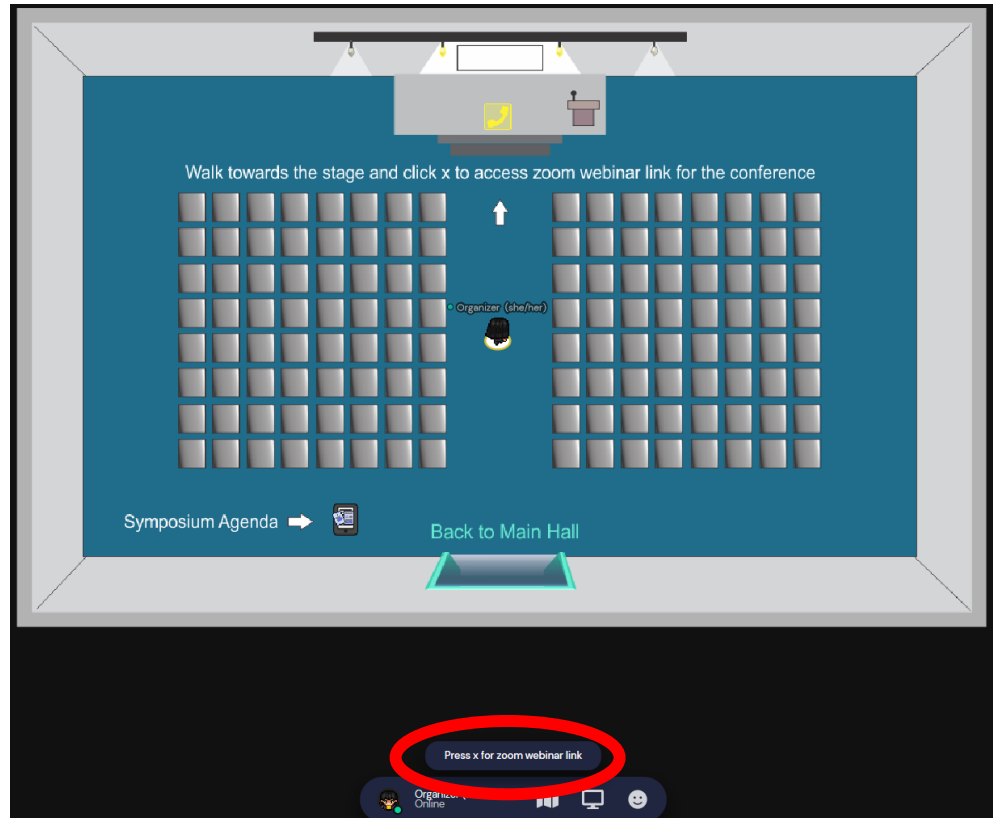 Walk towards the stage and click x to access zoom webinar link for the conference
Organizer (she/her)
Symposium Agenda
Back to Main Hall
Press x for zoom webinar link
Organizer (
Online